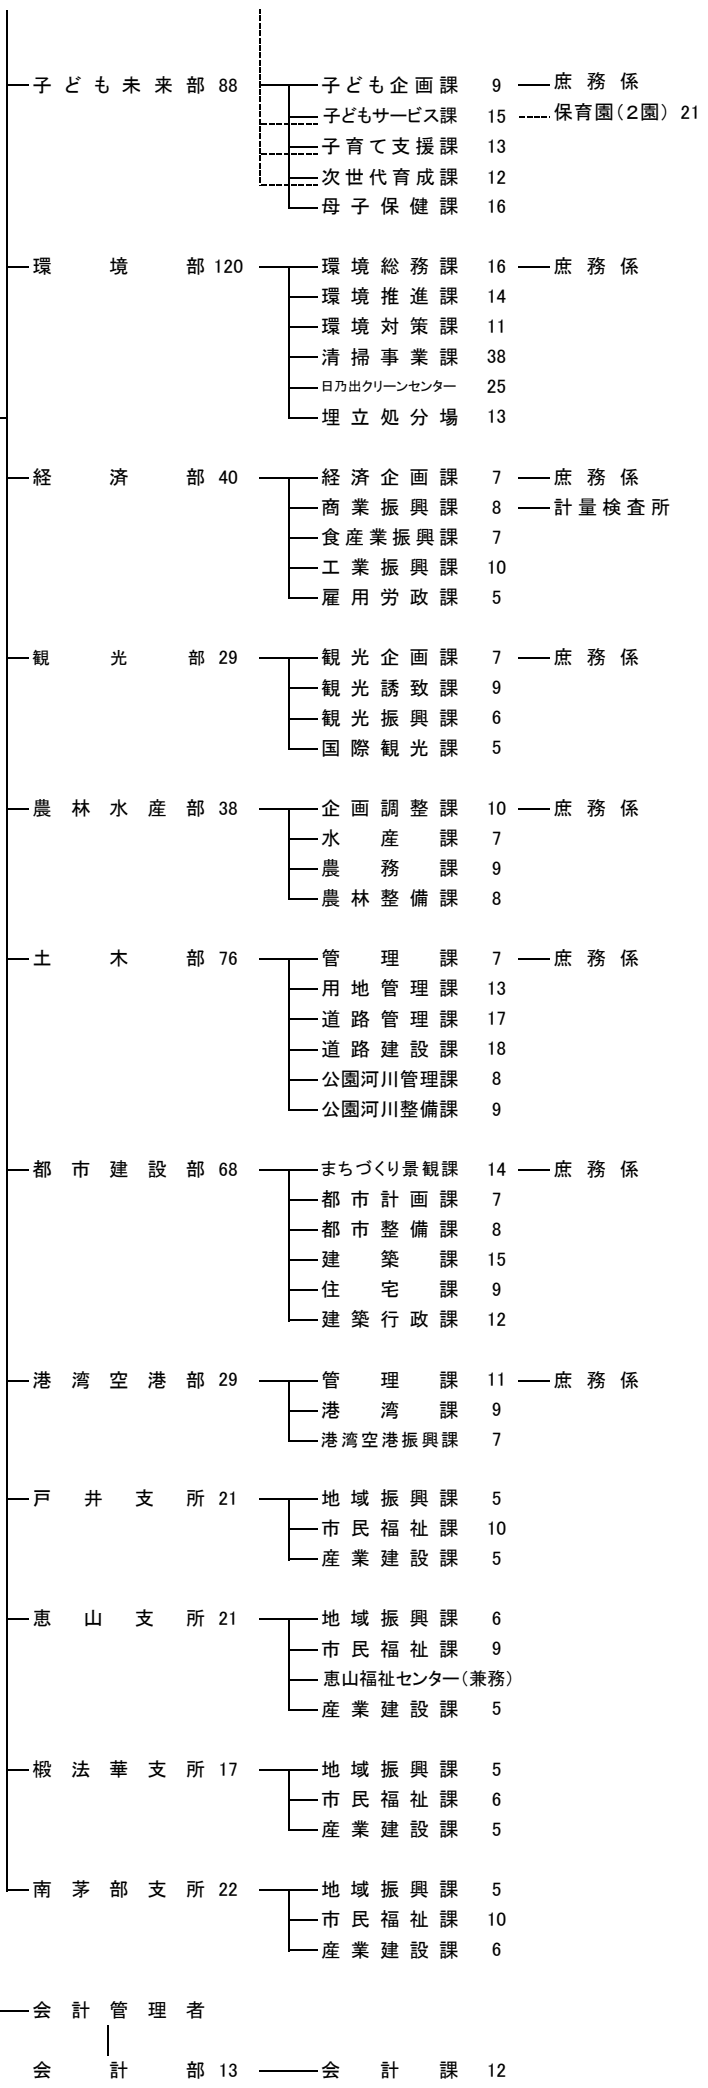 子ども未来部 88 子ども企画課 9 庶務係
子どもサービス課 15 保育園(2園) 21
子育て支援課 13
次世代育成課 12
母子保健課 16
環境部 120 環境総務課 16 庶務係
環境推進課 14
環境対策課 11
清掃事業課 38
日乃出クリーンセンター 25
埋立処分場 13
経済部 40 経済企画課 7 庶務係
商業振興課 8 計量検査所
食産業振興課 7
工業振興課 10
雇用労政課 5
観光部 29 観光企画課 7 庶務係
観光誘致課 9
観光振興課 6
国際観光課 5
農林水産部 38 企画調整課 10 庶務係
水産課 7
農務課 9
農林整備課 8
土木部 76 管理課 7 庶務係
用地管理課 13
道路管理課 17
道路建設課 18
公園河川管理課 8
公園河川整備課 9
都市建設部 68 まちづくり景観課 14 庶務係
都市計画課 7
都市整備課 8
建築課 15
住宅課 9
建築行政課 12
港湾空港部 29 管理課 11 庶務係
港湾課 9
港湾空港振興課 7
戸井支所 21 地域振興課 5
市民福祉課 10
産業建設課 5
恵山支所 21 地域振興課 6
市民福祉課 9
恵山福祉センター(兼務)
産業建設課 5
椴法華支所 17 地域振興課 5
市民福祉課 6
産業建設課 5
南茅部支所 22 地域振興課 5
市民福祉課 10
産業建設課 6
会計管理者
会計部 13 会計課 12